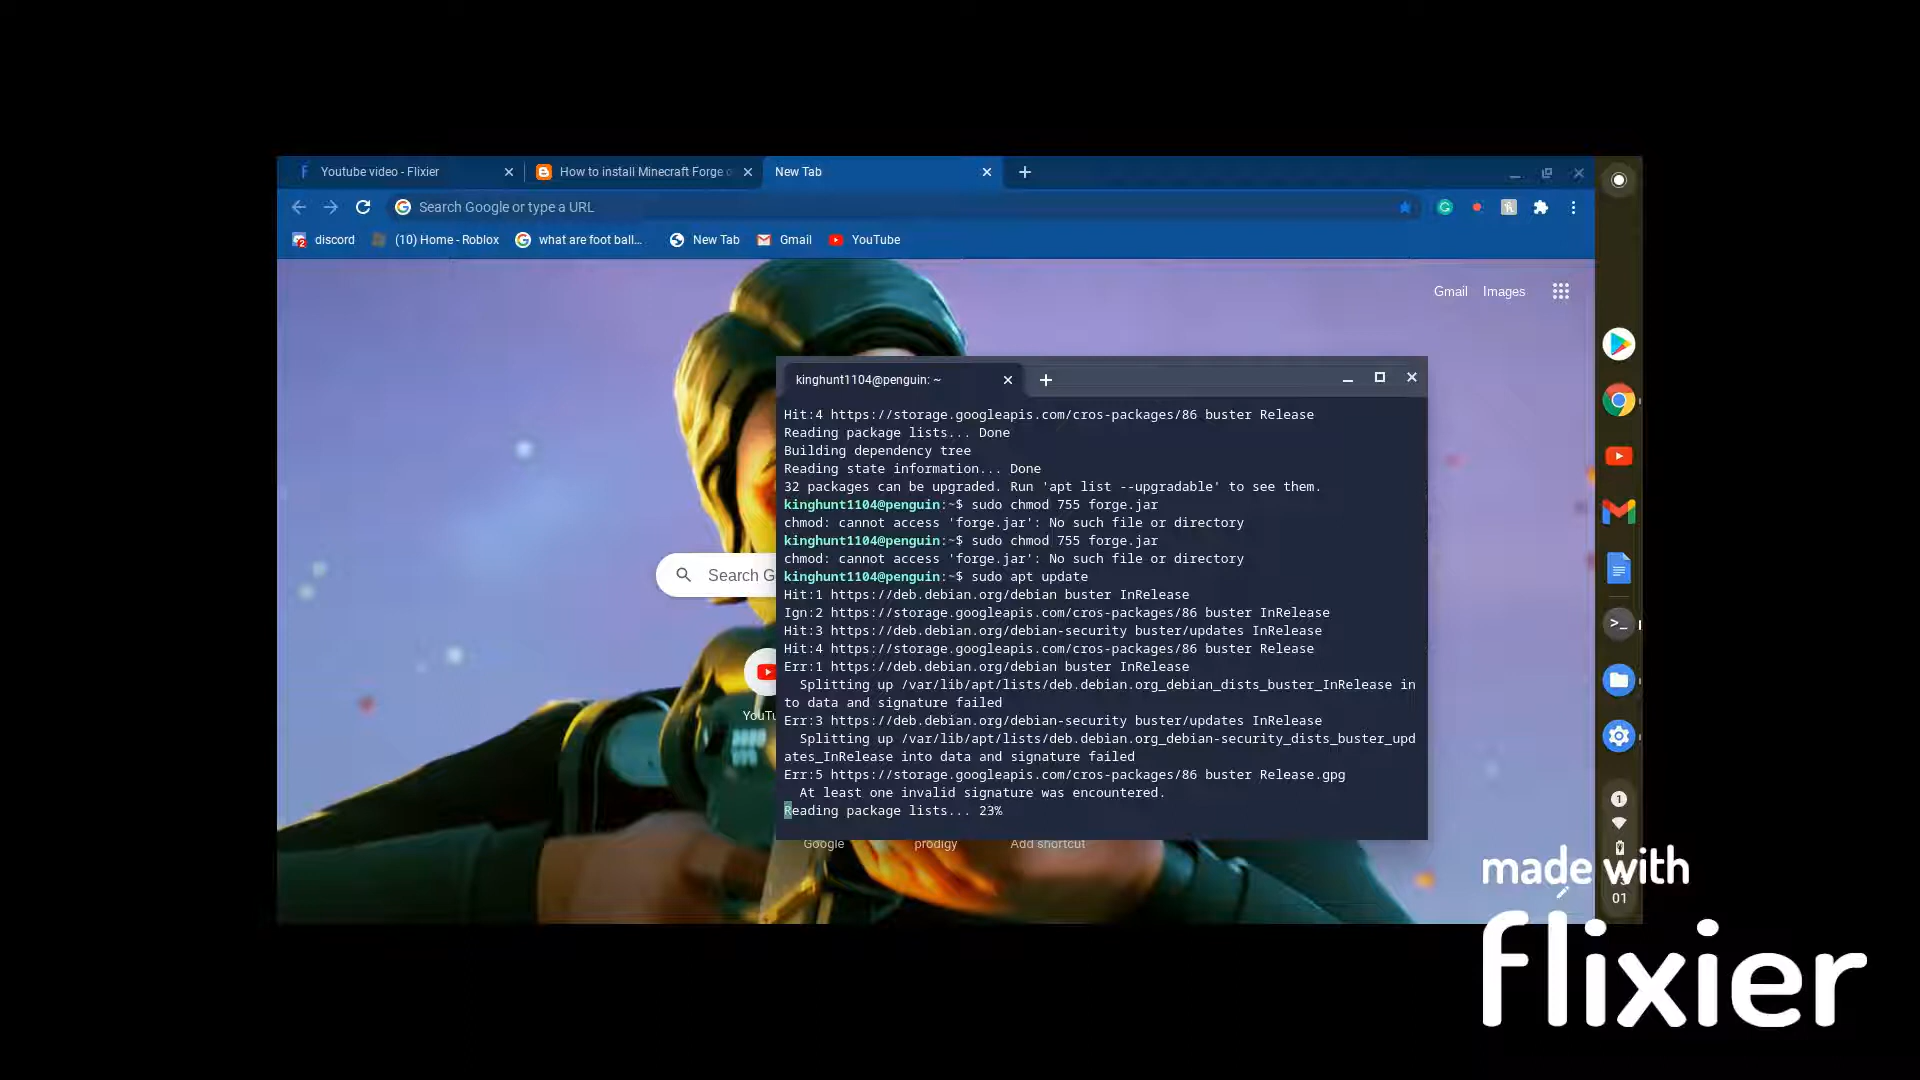 Youtube video - Flixier
How to install Minecraft Forge o
New Tab
Search Google or type a URL
discord
(10) Home - Roblox
what are foot ball...
New Tab
Gmail
YouTube
Gmail
Images
kinghunt1104@penguin: ~
Hit:4 https://storage.googleapis.com/cros-packages/86 buster Release
Reading package lists... Done
Building dependency tree
Reading state information... Done
32 packages can be upgraded. Run 'apt list --upgradable' to see them.
kinghunt1104@penguin:~$ sudo chmod 755 forge.jar
chmod: cannot access 'forge.jar': No such file or directory
kinghunt1104@penguin:~$ sudo chmod 755 forge.jar
chmod: cannot access 'forge.jar': No such file or directory
kinghunt1104@penguin:~$ sudo apt update
Hit:1 https://deb.debian.org/debian buster InRelease
Ign:2 https://storage.googleapis.com/cros-packages/86 buster InRelease
Hit:3 https://deb.debian.org/debian-security buster/updates InRelease
Hit:4 https://storage.googleapis.com/cros-packages/86 buster Release
Err:1 https://deb.debian.org/debian buster InRelease
Splitting up /var/lib/apt/lists/deb.debian.org_debian_dists_buster_InRelease in
to data and signature failed
Err:3 https://deb.debian.org/debian-security buster/updates InRelease
Splitting up /var/lib/apt/lists/deb.debian.org_debian-security_dists_buster_upd
ates_InRelease into data and signature failed
Err:5 https://storage.googleapis.com/cros-packages/86 buster Release.gpg
At least one invalid signature was encountered.
Reading package lists... 23%
Search G
YouTu
Google
prodigy
Add shortcut
1
01
made with
flixier